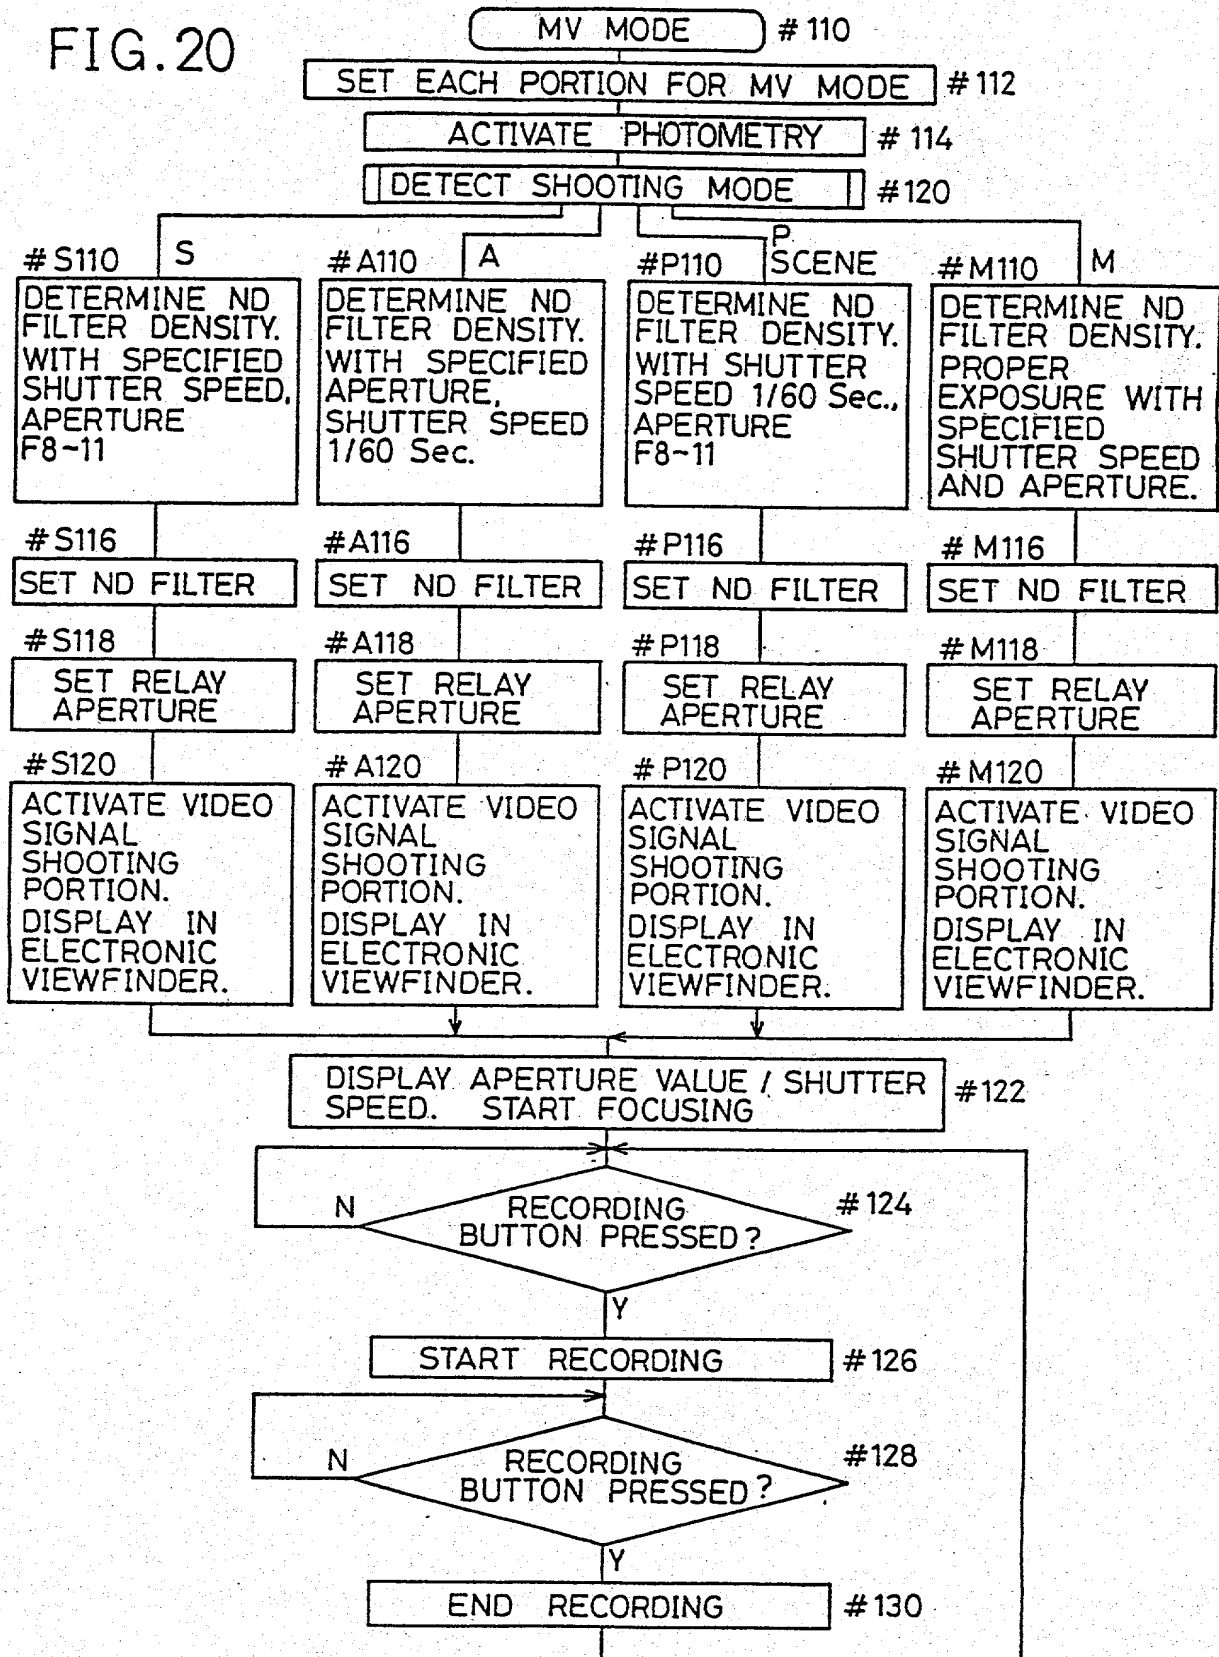 FIG.20
MV MODE
#110
SET EACH PORTION FOR MV MODE
#112
ACTIVATE PHOTOMETRY
#114
DETECT SHOOTING MODE
#120
#S110
S
DETERMINE ND
FILTER DENSITY.
WITH SPECIFIED
SHUTTER SPEED,
APERTURE
F8~11
#S116
SET ND FILTER
#S118
SET RELAY
APERTURE
#S120
ACTIVATE VIDEO
SIGNAL
SHOOTING
PORTION.
DISPLAY IN
ELECTRONIC
VIEWFINDER.
#A110
A
DETERMINE ND
FILTER DENSITY.
WITH SPECIFIED
APERTURE,
SHUTTER SPEED
1/60 Sec.
#A116
SET ND FILTER
#A118
SET RELAY
APERTURE
#A120
ACTIVATE VIDEO
SIGNAL
SHOOTING
PORTION.
DISPLAY IN
ELECTRONIC
VIEWFINDER.
#P110
P
SCENE
DETERMINE ND
FILTER DENSITY.
WITH SHUTTER
SPEED 1/60 Sec.,
APERTURE
F8~11
#P116
SET ND FILTER
#P118
SET RELAY
APERTURE
#P120
ACTIVATE VIDEO
SIGNAL
SHOOTING
PORTION.
DISPLAY IN
ELECTRONIC
VIEWFINDER.
#M110
M
DETERMINE ND
FILTER DENSITY.
PROPER
EXPOSURE WITH
SPECIFIED
SHUTTER SPEED
AND APERTURE.
#M116
SET ND FILTER
#M118
SET RELAY
APERTURE
#M120
ACTIVATE VIDEO
SIGNAL
SHOOTING
PORTION.
DISPLAY IN
ELECTRONIC
VIEWFINDER.
DISPLAY APERTURE VALUE / SHUTTER
SPEED. START FOCUSING
#122
N
RECORDING
BUTTON PRESSED?
#124
Y
START RECORDING
#126
N
RECORDING
BUTTON PRESSED?
#128
Y
END RECORDING
#130